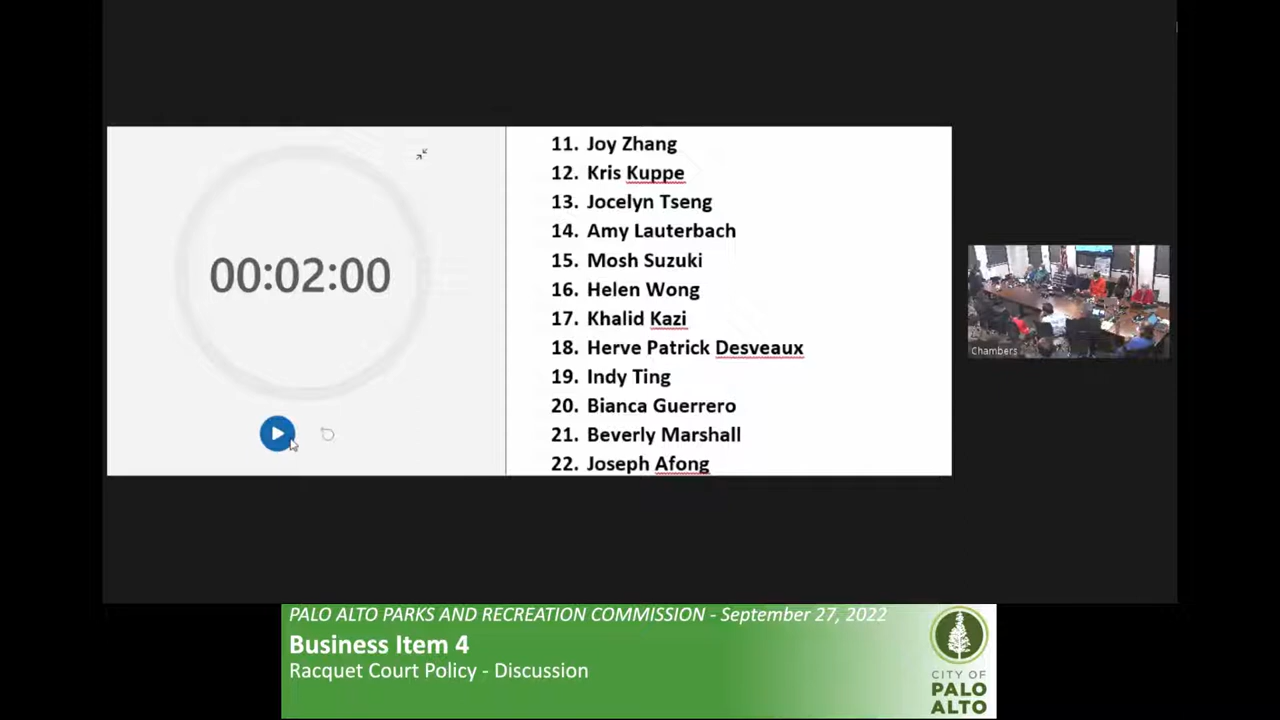 00:02:00
11. Joy Zhang
12. Kris Kuppe
13. Jocelyn Tseng
14. Amy Lauterbach
15. Mosh Suzuki
16. Helen Wong
17. Khalid Kazi
18. Herve Patrick Desveaux
19. Indy Ting
20. Bianca Guerrero
21. Beverly Marshall
22. Joseph Afong
Chambers
PALO ALTO PARKS AND RECREATION COMMISSION - September 27, 2022
Business Item 4
Racquet Court Policy - Discussion
CITY OF
PALO
ALTO